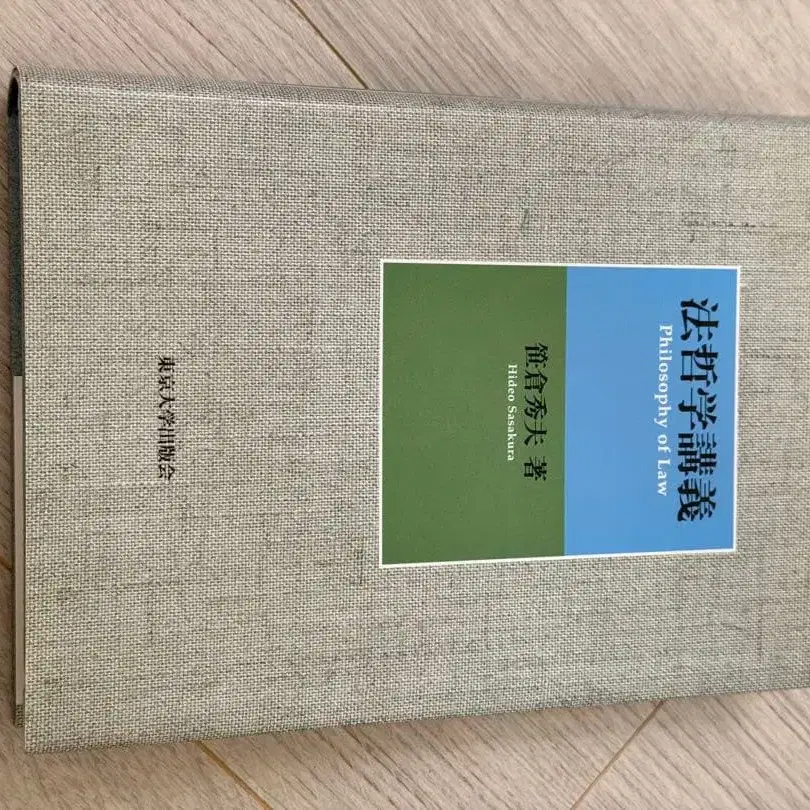 法哲学講義
Philosophy of Law
笹倉秀夫 著
Hideo Sasakura
東京大学出版会